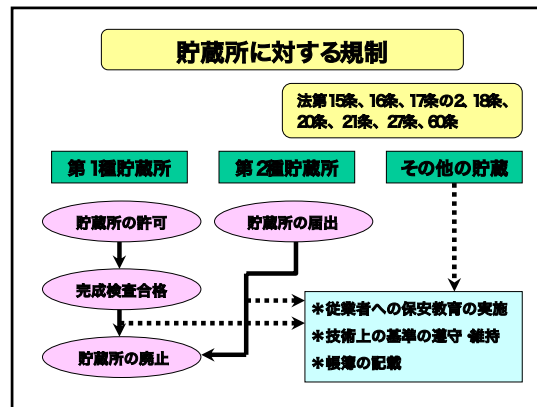 貯蔵所に対する規制
法第15条、16条、17条の2、18条、
20条、21条、27条、60条
第1種貯蔵所
第2種貯蔵所
その他の貯蔵
貯蔵所の許可
貯蔵所の届出
完成検査合格
貯蔵所の廃止
＊従業者への保安教育の実施
＊技術上の基準の遵守・維持
＊帳簿の記載